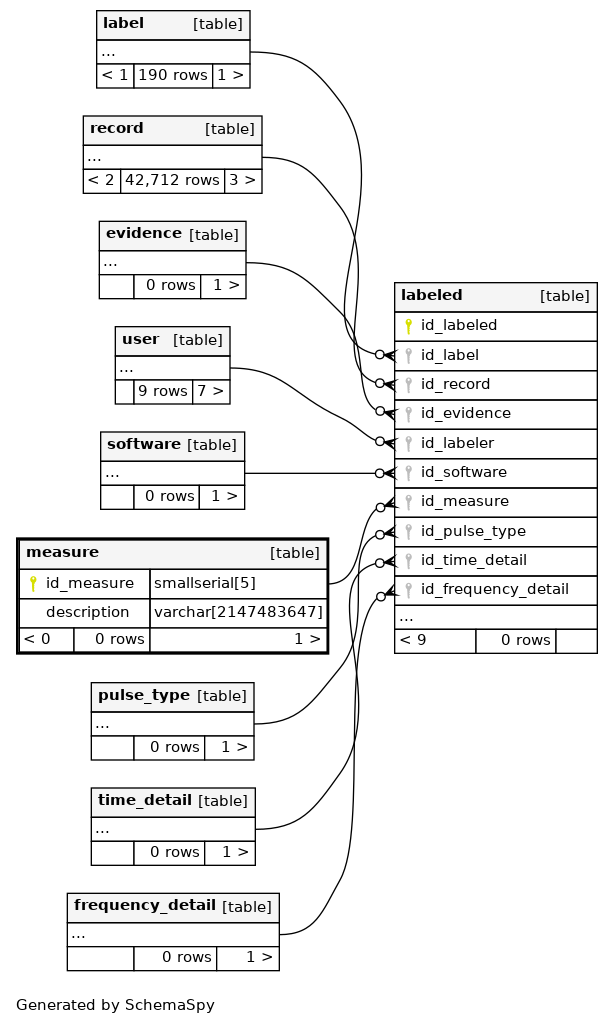 label [table]
...
< 1 190 rows 1 >
record [table]
...
< 2 42,712 rows 3 >
evidence [table]
...
0 rows 1 >
user [table]
...
9 rows 7 >
software [table]
...
0 rows 1 >
measure [table]
id_measure smallserial[5]
description varchar[2147483647]
< 0 0 rows 1 >
pulse_type [table]
...
0 rows 1 >
time_detail [table]
...
0 rows 1 >
frequency_detail [table]
...
0 rows 1 >
labeled [table]
id_labeled
id_label
id_record
id_evidence
id_labeler
id_software
id_measure
id_pulse_type
id_time_detail
id_frequency_detail
...
< 9 0 rows
Generated by SchemaSpy